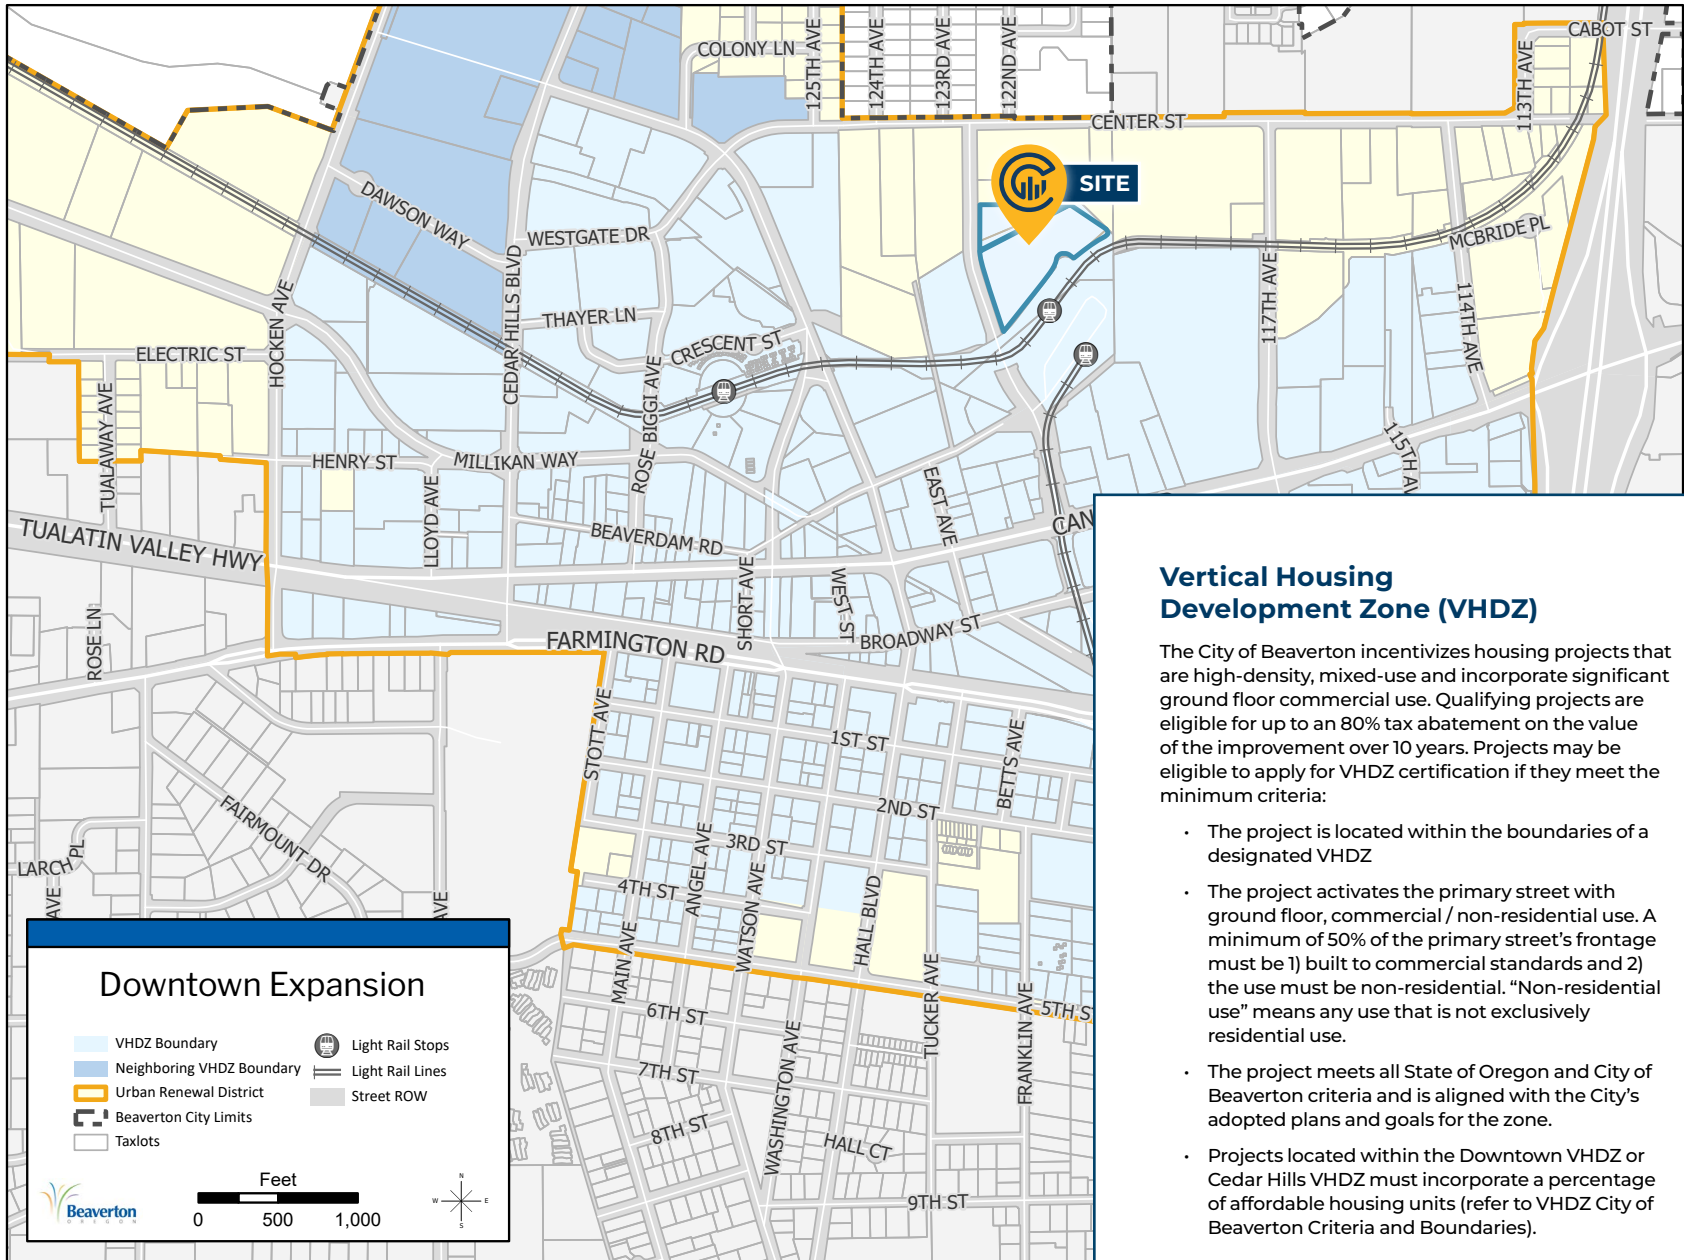 CABOT ST
COLONY LN
125TH AVE
124TH AVE
123RD AVE
122ND AVE
113TH AVE
CENTER ST
SITE
DAWSON WAY
WESTGATE DR
MCBRIDE PL
HOCKEN AVE
CEDAR HILLS BLVD
117TH AVE
114TH AVE
THAYER LN
CRESCENT ST
ELECTRIC ST
ROSE BIGGI AVE
TUALAWAY AVE
115TH AV
HENRY ST
MILLIKAN WAY
LLOYD AVE
EAST AVE
CAN
BEAVERDAM RD
TUALATIN VALLEY HWY
SHORT AVE
WEST ST
BROADWAY ST
ROSE LN
FARMINGTON RD
STOTT AVE
1ST ST
BETTS AVE
2ND ST
FAIRMOUNT DR
3RD ST
LARCH PL
ANGEL AVE
4TH ST
WATSON AVE
HALL BLVD
AVE
AVE
MAIN AVE
TUCKER AVE
5TH S
6TH ST
FRANKLIN AVE
7TH ST
WASHINGTON AVE
8TH ST
HALL CT
9TH ST
Downtown Expansion
VHDZ Boundary
Neighboring VHDZ Boundary
Urban Renewal District
Beaverton City Limits
Taxlots
Light Rail Stops
Light Rail Lines
Street ROW
Beaverton
OREGON
Feet
0 500 1,000
N
W E
S
Vertical Housing
Development Zone (VHDZ)
The City of Beaverton incentivizes housing projects that
are high-density, mixed-use and incorporate significant
ground floor commercial use. Qualifying projects are
eligible for up to an 80% tax abatement on the value
of the improvement over 10 years. Projects may be
eligible to apply for VHDZ certification if they meet the
minimum criteria:
• The project is located within the boundaries of a
designated VHDZ
• The project activates the primary street with
ground floor, commercial / non-residential use. A
minimum of 50% of the primary street’s frontage
must be 1) built to commercial standards and 2)
the use must be non-residential. “Non-residential
use” means any use that is not exclusively
residential use.
• The project meets all State of Oregon and City of
Beaverton criteria and is aligned with the City’s
adopted plans and goals for the zone.
• Projects located within the Downtown VHDZ or
Cedar Hills VHDZ must incorporate a percentage
of affordable housing units (refer to VHDZ City of
Beaverton Criteria and Boundaries).